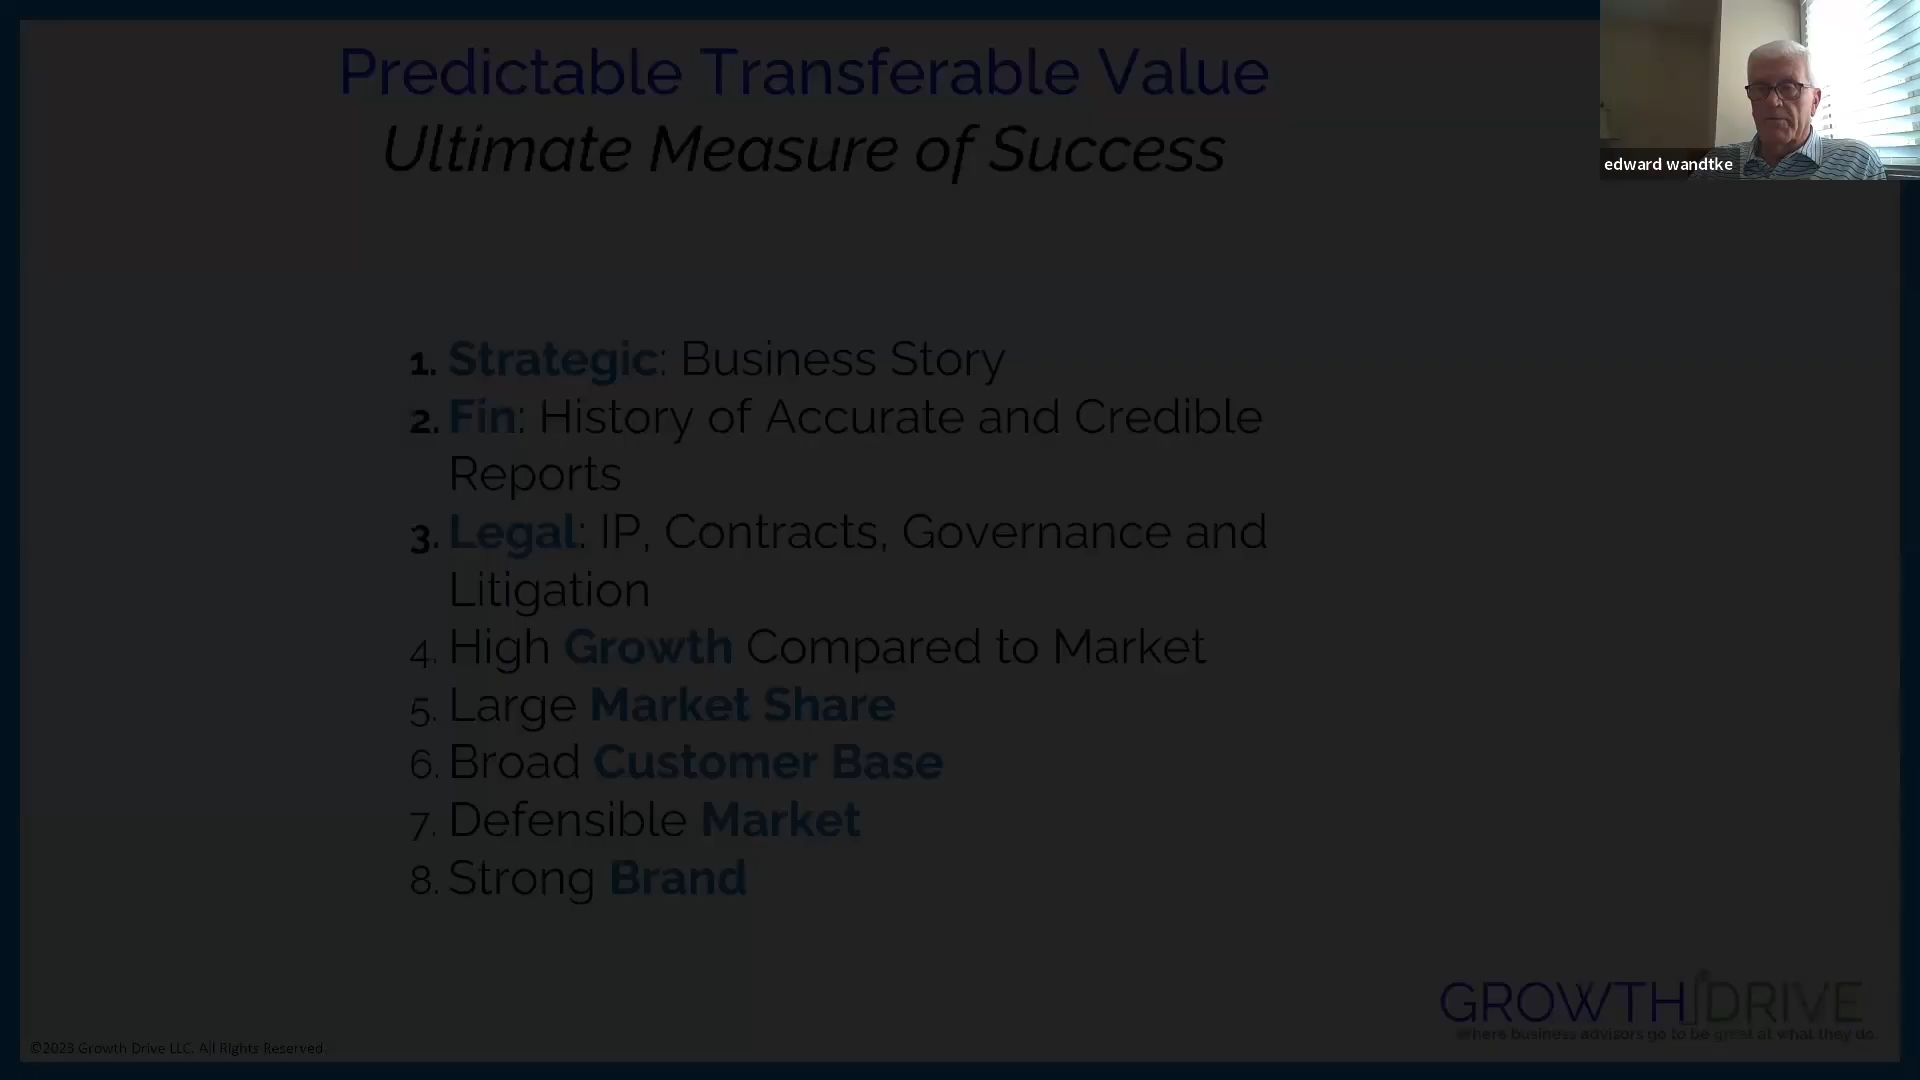 Predictable Transferable Value
Ultimate Measure of Success
edward wandtke
1. Strategic: Business Story
2. Fin: History of Accurate and Credible
Reports
3. Legal: IP, Contracts, Governance and
Litigation
4. High Growth Compared to Market
5. Large Market Share
6. Broad Customer Base
7. Defensible Market
8. Strong Brand
GROWTH DRIVE
Where business advisors go to be great at what they do.
©2023 Growth Drive LLC. All Rights Reserved.